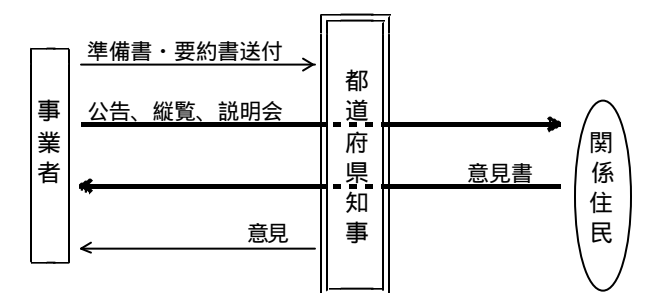 準備書・要約書送付
公告、縦覧、説明会
事業者
都道府県知事
関係住民
意見書
意見